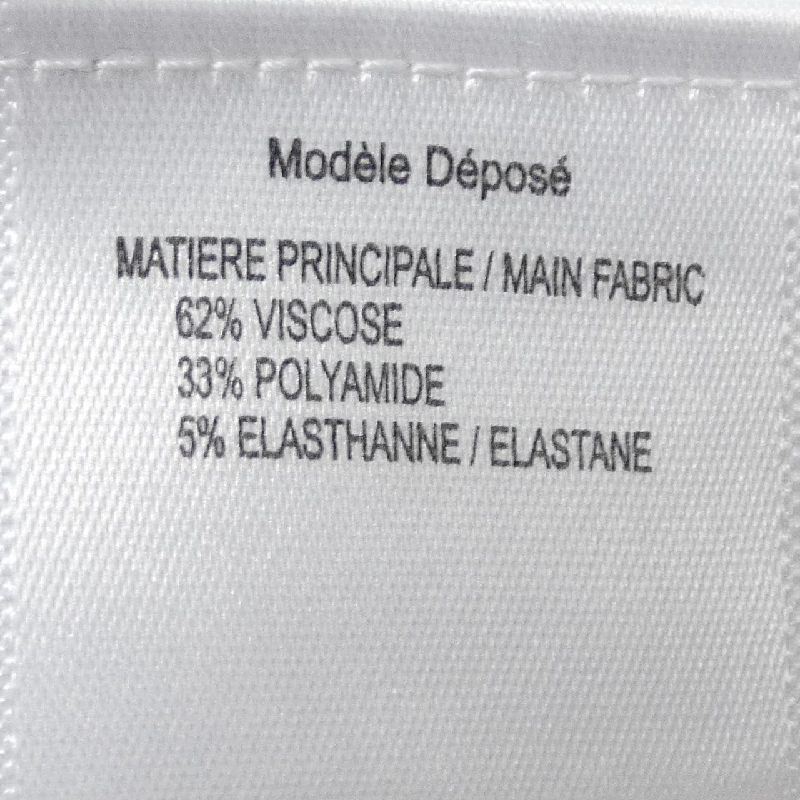 Modèle Déposé
MATIERE PRINCIPALE / MAIN FABRIC
62% VISCOSE
33% POLYAMIDE
5% ELASTHANNE / ELASTANE